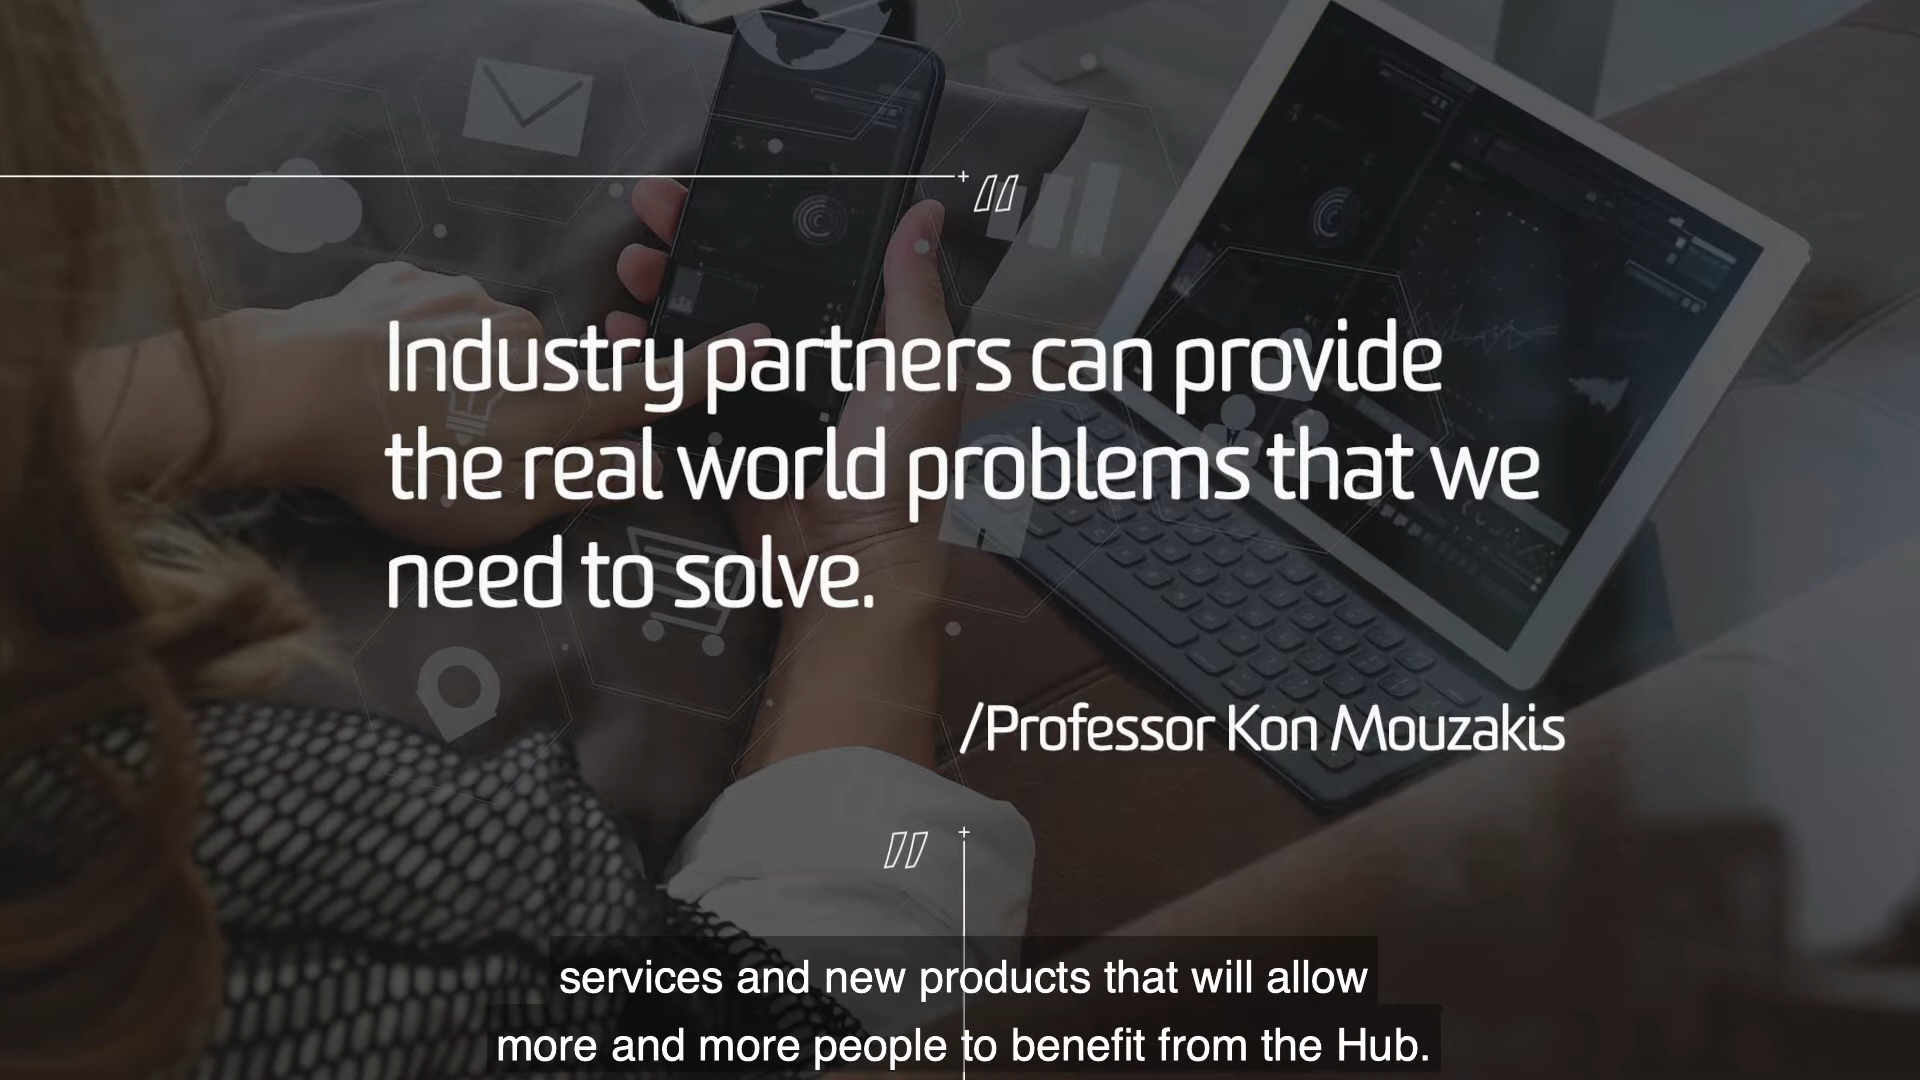 Industry partners can provide
the real world problems that we
need to solve.
/Professor Kon Mouzakis
services and new products that will allow
more and more people to benefit from the Hub.